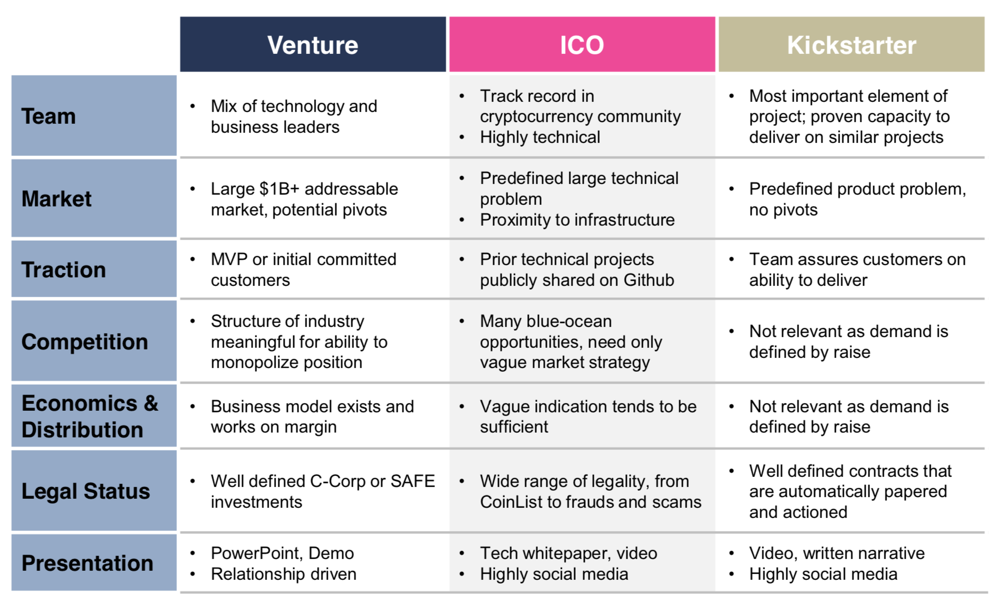 Venture
ICO
Kickstarter
Team
• Mix of technology and
business leaders
• Track record in
cryptocurrency community
• Highly technical
• Most important element of
project; proven capacity to
deliver on similar projects
Market
• Large $1B+ addressable
market, potential pivots
• Predefined large technical
problem
• Proximity to infrastructure
• Predefined product problem,
no pivots
Traction
• MVP or initial committed
customers
• Prior technical projects
publicly shared on Github
• Team assures customers on
ability to deliver
Competition
• Structure of industry
meaningful for ability to
monopolize position
• Many blue-ocean
opportunities, need only
vague market strategy
• Not relevant as demand is
defined by raise
Economics &
Distribution
• Business model exists and
works on margin
• Vague indication tends to be
sufficient
• Not relevant as demand is
defined by raise
Legal Status
• Well defined C-Corp or SAFE
investments
• Wide range of legality, from
CoinList to frauds and scams
• Well defined contracts that
are automatically papered
and actioned
Presentation
• PowerPoint, Demo
• Relationship driven
• Tech whitepaper, video
• Highly social media
• Video, written narrative
• Highly social media